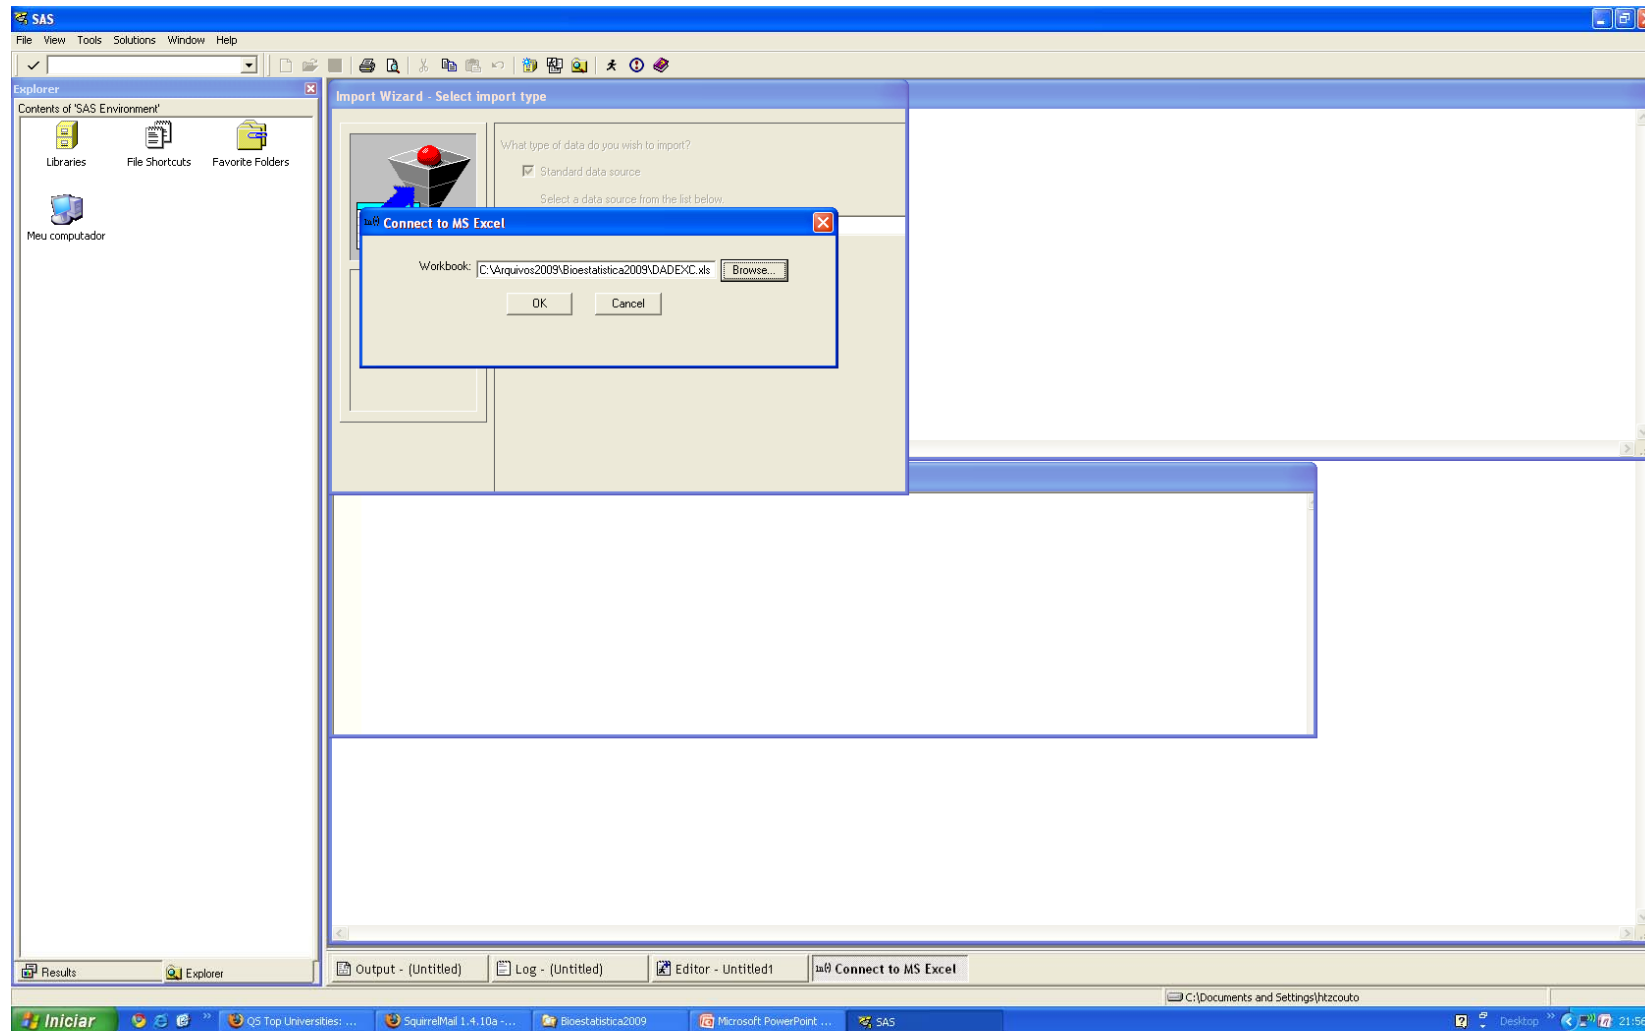 SAS
File View Tools Solutions Window Help
Explorer
Contents of 'SAS Environment'
Libraries
File Shortcuts
Favorite Folders
Meu computador
Import Wizard - Select import type
What type of data do you wish to import?
Standard data source
Select a data source from the list below.
Connect to MS Excel
Workbook: C:\Arquivos2009\Bioestatistica2009\DADEXC.xls Browse...
OK Cancel
Results Explorer
Output - (Untitled) Log - (Untitled) Editor - Untitled1 Connect to MS Excel
C:\Documents and Settings\htzcouto
Iniciar QS Top Universities: ... SquirrelMail 1.4.10a -... Bioestatistica2009 Microsoft PowerPoint ... SAS Desktop 21:56